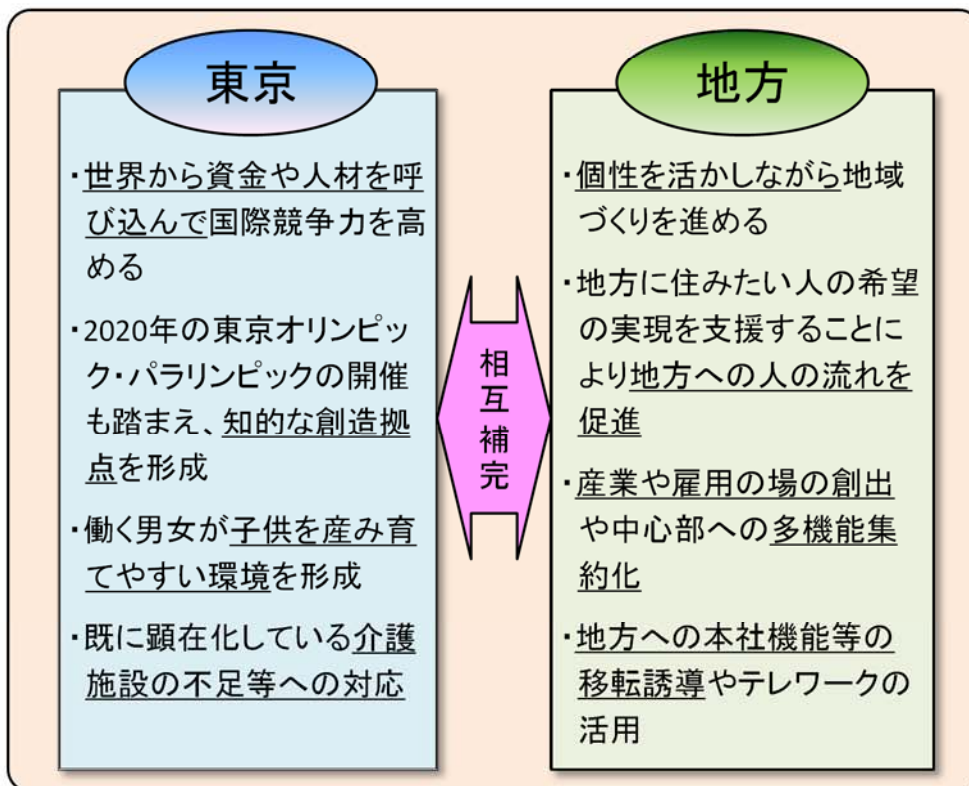 東京
・世界から資金や人材を呼
び込んで国際競争力を高
める
・2020年の東京オリンピッ
ク・パラリンピックの開催
も踏まえ、知的な創造拠
点を形成
・働く男女が子供を産み育
てやすい環境を形成
・既に顕在化している介護
施設の不足等への対応
相互補完
地方
・個性を活かしながら地域
づくりを進める
・地方に住みたい人の希望
の実現を支援することに
より地方への人の流れを
促進
・産業や雇用の場の創出
や中心部への多機能集
約化
・地方への本社機能等の
移転誘導やテレワークの
活用